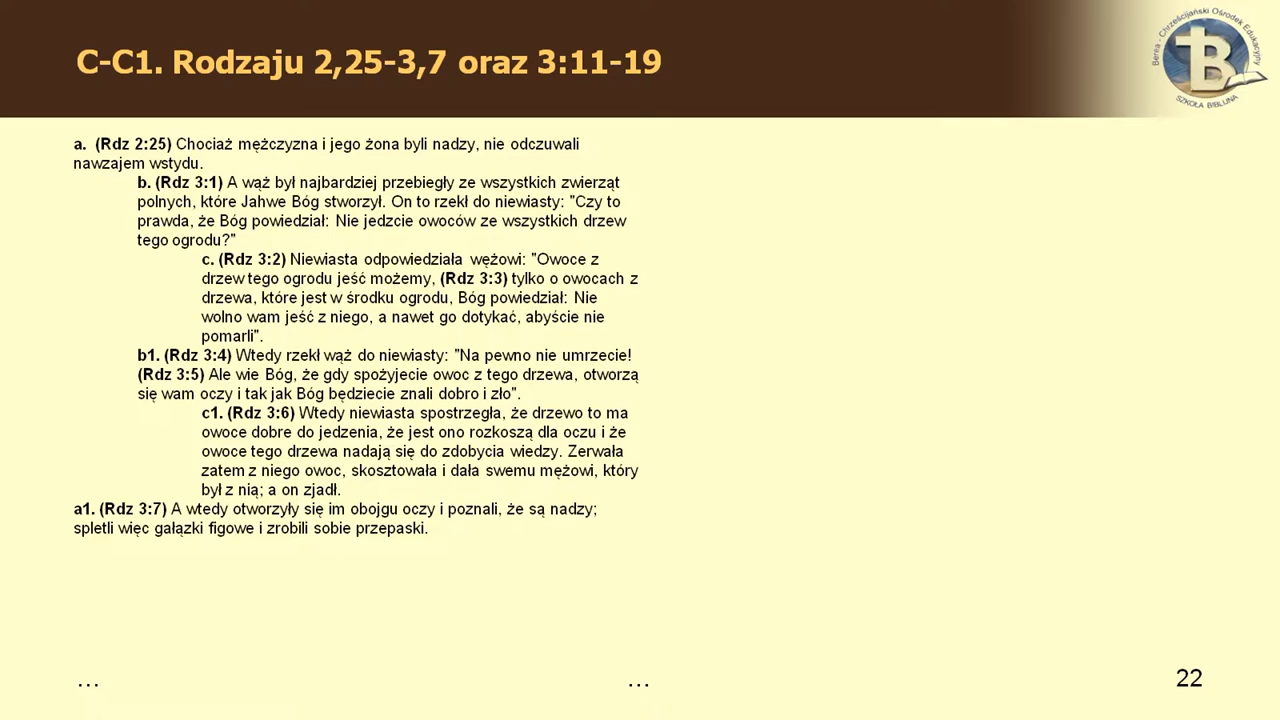 C-C1. Rodzaju 2,25-3,7 oraz 3:11-19
Berea - Chrześcijański Ośrodek Edukacyjny
SZKOŁA BIBLIJNA
a. (Rdz 2:25) Chociaż mężczyzna i jego żona byli nadzy, nie odczuwali
nawzajem wstydu.
b. (Rdz 3:1) A wąż był najbardziej przebiegły ze wszystkich zwierząt
polnych, które Jahwe Bóg stworzył. On to rzekł do niewiasty: "Czy to
prawda, że Bóg powiedział: Nie jedzcie owoców ze wszystkich drzew
tego ogrodu?"
c. (Rdz 3:2) Niewiasta odpowiedziała wężowi: "Owoce z
drzew tego ogrodu jeść możemy, (Rdz 3:3) tylko o owocach z
drzewa, które jest w środku ogrodu, Bóg powiedział: Nie
wolno wam jeść z niego, a nawet go dotykać, abyście nie
pomarli".
b1. (Rdz 3:4) Wtedy rzekł wąż do niewiasty: "Na pewno nie umrzecie!
(Rdz 3:5) Ale wie Bóg, że gdy spożyjecie owoc z tego drzewa, otworzą
się wam oczy i tak jak Bóg będziecie znali dobro i zło".
c1. (Rdz 3:6) Wtedy niewiasta spostrzegła, że drzewo to ma
owoce dobre do jedzenia, że jest ono rozkoszą dla oczu i że
owoce tego drzewa nadają się do zdobycia wiedzy. Zerwała
zatem z niego owoc, skosztowała i dała swemu mężowi, który
był z nią; a on zjadł.
a1. (Rdz 3:7) A wtedy otworzyły się im obojgu oczy i poznali, że są nadzy;
spletli więc gałązki figowe i zrobili sobie przepaski.
... ... 22